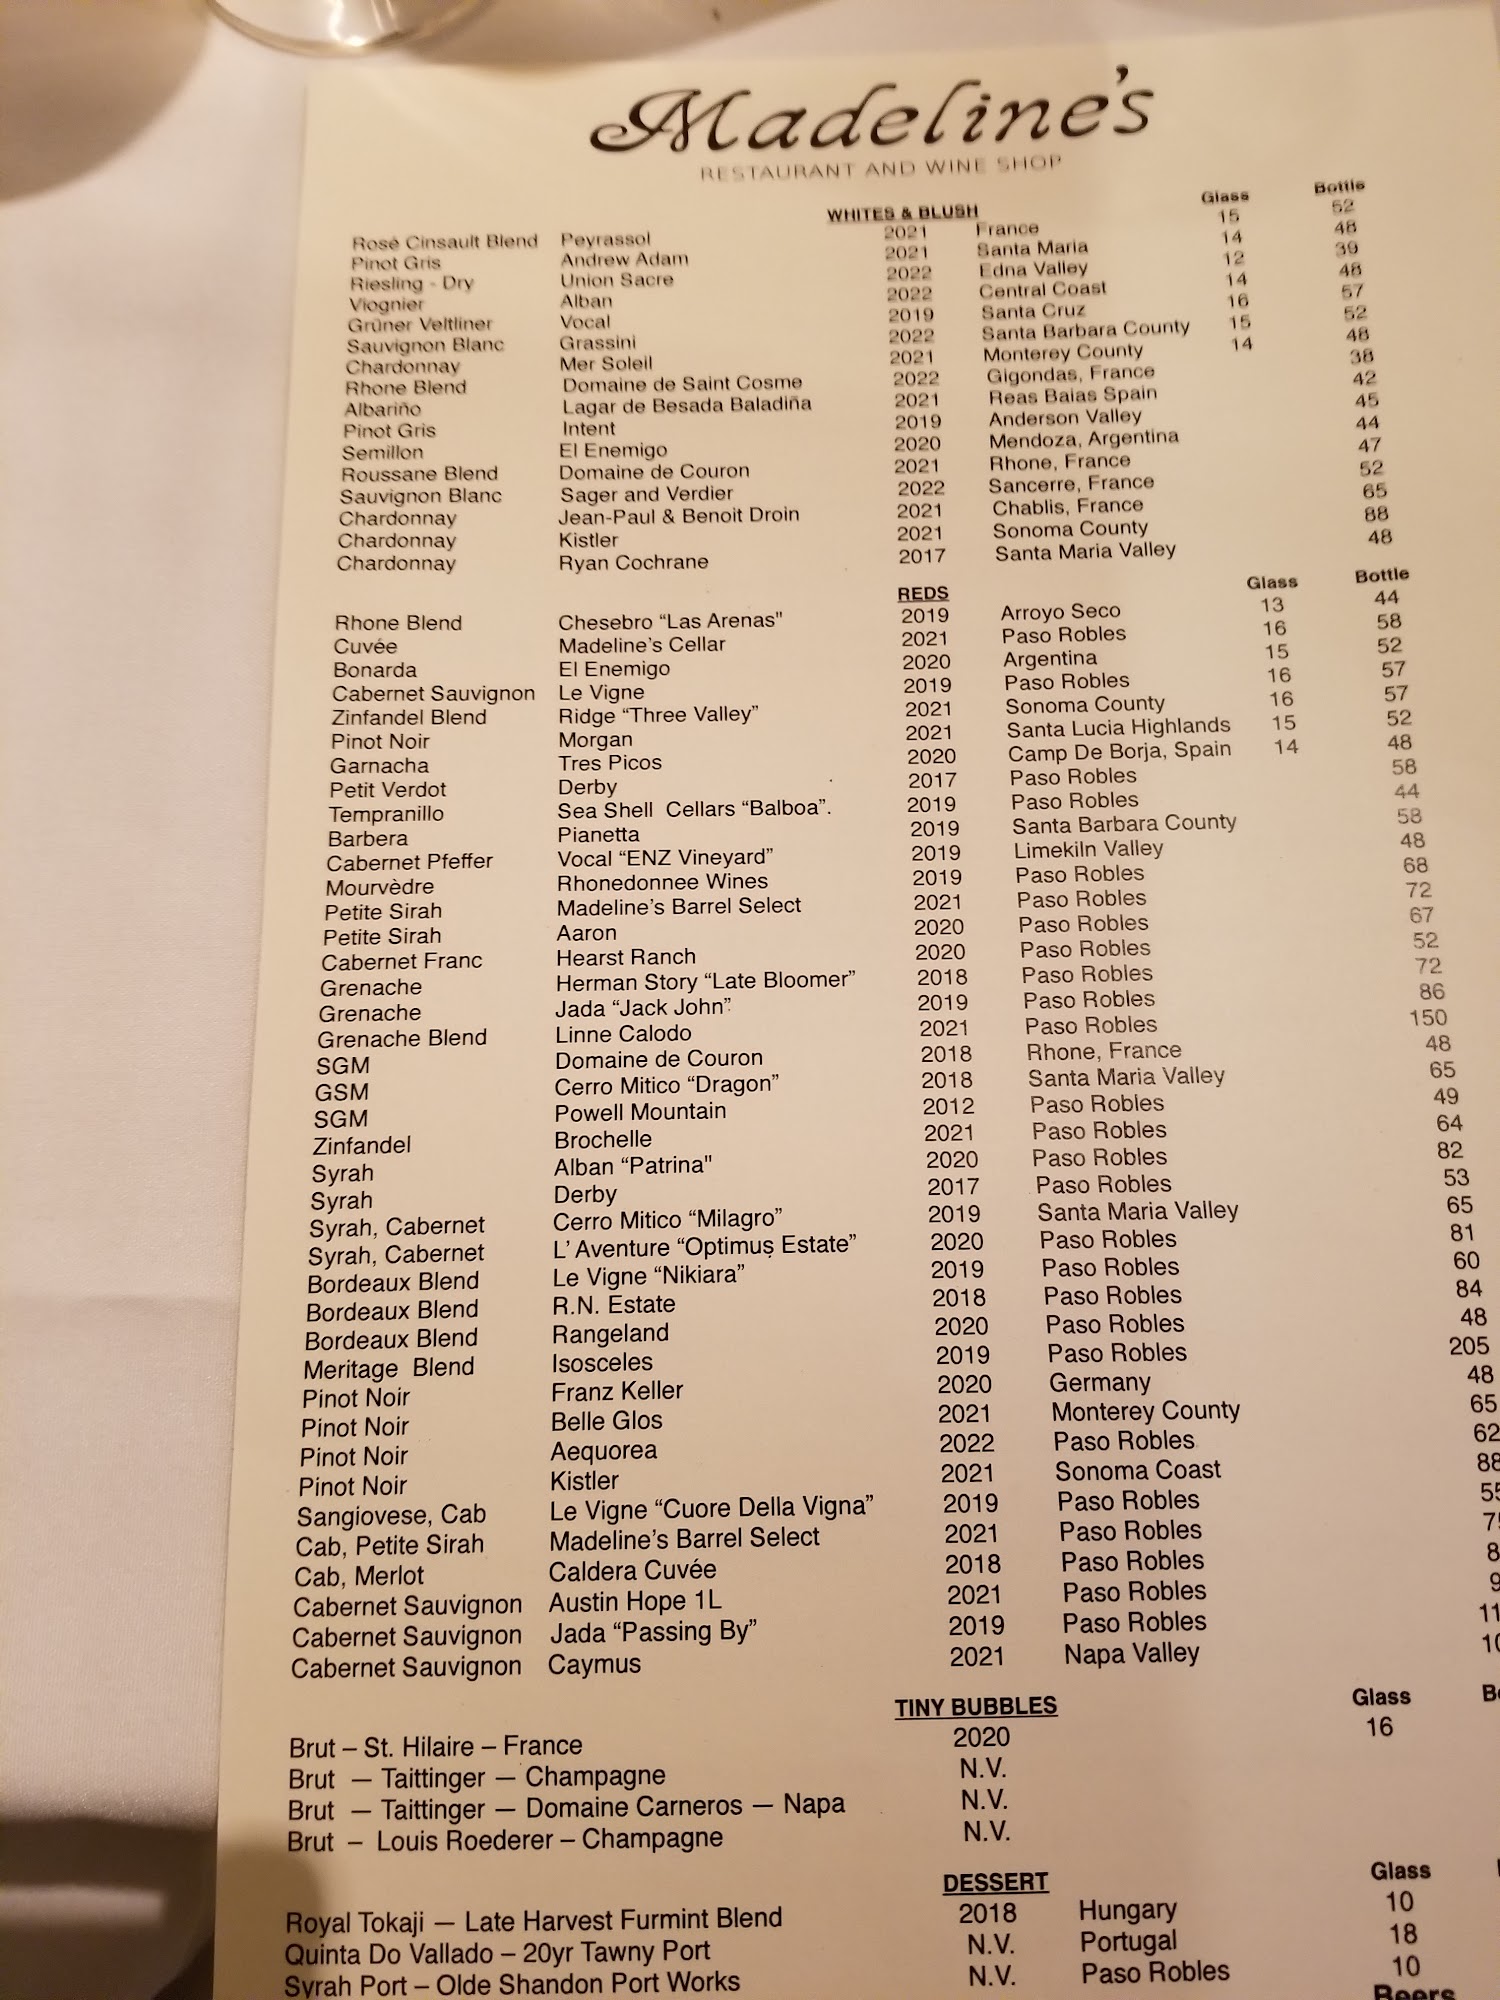 Madeline's
RESTAURANT AND WINE SHOP
WHITES & BLUSH Glass Bottle
Rosé Cinsault Blend Peyrassol 2021 France 15 52
Pinot Gris Andrew Adam 2021 Santa Maria 14 48
Riesling - Dry Union Sacre 2022 Edna Valley 12 39
Viognier Alban 2022 Central Coast 14 48
Grüner Veltliner Vocal 2019 Santa Cruz 16 57
Sauvignon Blanc Grassini 2022 Santa Barbara County 15 52
Chardonnay Mer Soleil 2021 Monterey County 14 48
Rhone Blend Domaine de Saint Cosme 2022 Gigondas, France 38
Albariño Lagar de Besada Baladiña 2021 Reas Baias Spain 42
Pinot Gris Intent 2019 Anderson Valley 45
Semillon El Enemigo 2020 Mendoza, Argentina 44
Roussane Blend Domaine de Couron 2021 Rhone, France 47
Sauvignon Blanc Sager and Verdier 2022 Sancerre, France 52
Chardonnay Jean-Paul & Benoit Droin 2021 Chablis, France 65
Chardonnay Kistler 2021 Sonoma County 88
Chardonnay Ryan Cochrane 2017 Santa Maria Valley 48
REDS Glass Bottle
Rhone Blend Chesebro “Las Arenas" 2019 Arroyo Seco 13 44
Cuvée Madeline’s Cellar 2021 Paso Robles 16 58
Bonarda El Enemigo 2020 Argentina 15 52
Cabernet Sauvignon Le Vigne 2019 Paso Robles 16 57
Zinfandel Blend Ridge “Three Valley” 2021 Sonoma County 16 57
Pinot Noir Morgan 2021 Santa Lucia Highlands 15 52
Garnacha Tres Picos 2020 Camp De Borja, Spain 14 48
Petit Verdot Derby 2017 Paso Robles 58
Tempranillo Sea Shell Cellars “Balboa”. 2019 Paso Robles 44
Barbera Pianetta 2019 Santa Barbara County 58
Cabernet Pfeffer Vocal “ENZ Vineyard” 2019 Limekiln Valley 48
Mourvèdre Rhonedonnee Wines 2019 Paso Robles 68
Petite Sirah Madeline’s Barrel Select 2021 Paso Robles 72
Petite Sirah Aaron 2020 Paso Robles 67
Cabernet Franc Hearst Ranch 2020 Paso Robles 52
Grenache Herman Story “Late Bloomer” 2018 Paso Robles 72
Grenache Jada “Jack John” 2019 Paso Robles 86
Grenache Blend Linne Calodo 2021 Paso Robles 150
SGM Domaine de Couron 2018 Rhone, France 48
GSM Cerro Mitico “Dragon” 2018 Santa Maria Valley 65
SGM Powell Mountain 2012 Paso Robles 49
Zinfandel Brochelle 2021 Paso Robles 64
Syrah Alban “Patrina" 2020 Paso Robles 82
Syrah Derby 2017 Paso Robles 53
Syrah, Cabernet Cerro Mitico “Milagro” 2019 Santa Maria Valley 65
Syrah, Cabernet L’ Aventure “Optimus Estate” 2020 Paso Robles 81
Bordeaux Blend Le Vigne “Nikiara” 2019 Paso Robles 60
Bordeaux Blend R.N. Estate 2018 Paso Robles 84
Bordeaux Blend Rangeland 2020 Paso Robles 48
Meritage Blend Isosceles 2019 Paso Robles 205
Pinot Noir Franz Keller 2020 Germany 48
Pinot Noir Belle Glos 2021 Monterey County 65
Pinot Noir Aequorea 2022 Paso Robles 62
Pinot Noir Kistler 2021 Sonoma Coast 88
Sangiovese, Cab Le Vigne “Cuore Della Vigna” 2019 Paso Robles 55
Cab, Petite Sirah Madeline’s Barrel Select 2021 Paso Robles
Cab, Merlot Caldera Cuvée 2018 Paso Robles
Cabernet Sauvignon Austin Hope 1L 2021 Paso Robles
Cabernet Sauvignon Jada “Passing By” 2019 Paso Robles
Cabernet Sauvignon Caymus 2021 Napa Valley
TINY BUBBLES Glass
Brut – St. Hilaire – France 2020 16
Brut — Taittinger — Champagne N.V.
Brut — Taittinger — Domaine Carneros — Napa N.V.
Brut – Louis Roederer – Champagne N.V.
DESSERT Glass
Royal Tokaji — Late Harvest Furmint Blend 2018 Hungary 10
Quinta Do Vallado – 20yr Tawny Port N.V. Portugal 18
Syrah Port – Olde Shandon Port Works N.V. Paso Robles 10
Beers